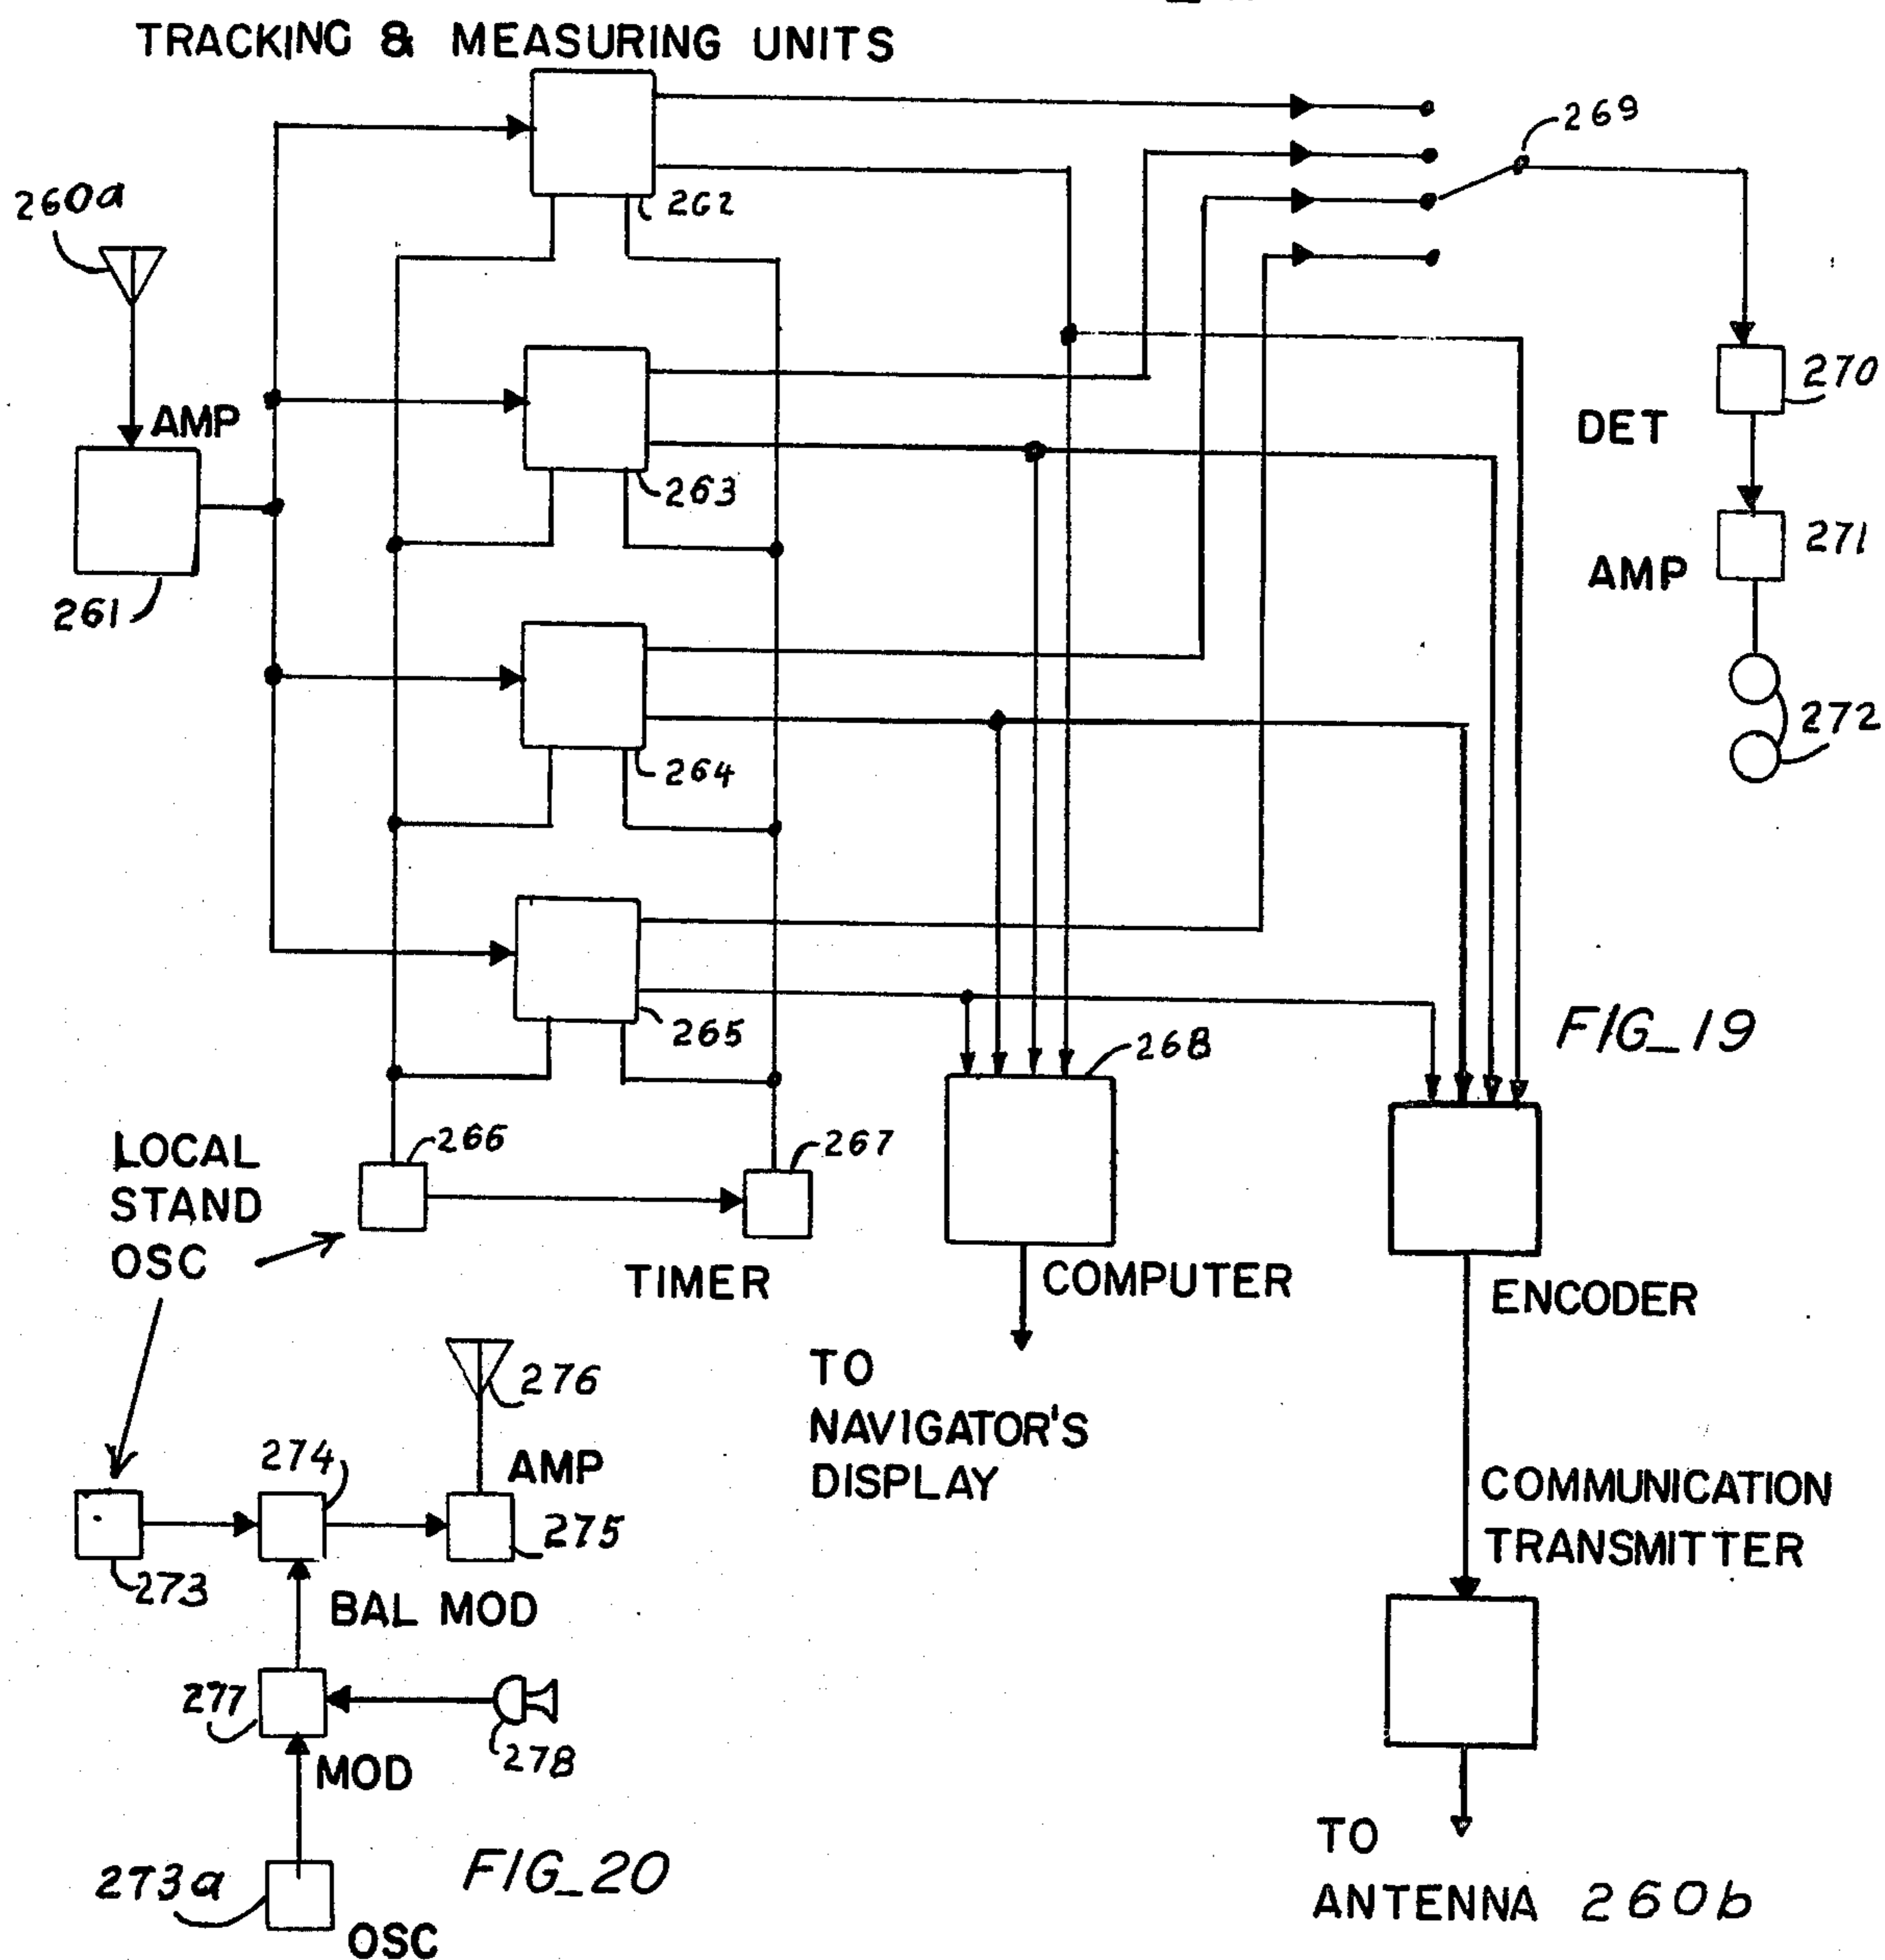 TRACKING & MEASURING UNITS
269
260a
262
AMP
270
DET
263
271
AMP
261
272
264
265
FIG_19
268
266
267
LOCAL
STAND
OSC
TIMER
COMPUTER
ENCODER
276
TO
NAVIGATOR'S
DISPLAY
274
AMP
275
COMMUNICATION
TRANSMITTER
273
BAL MOD
277
278
MOD
273a
FIG_20
OSC
TO
ANTENNA 260b